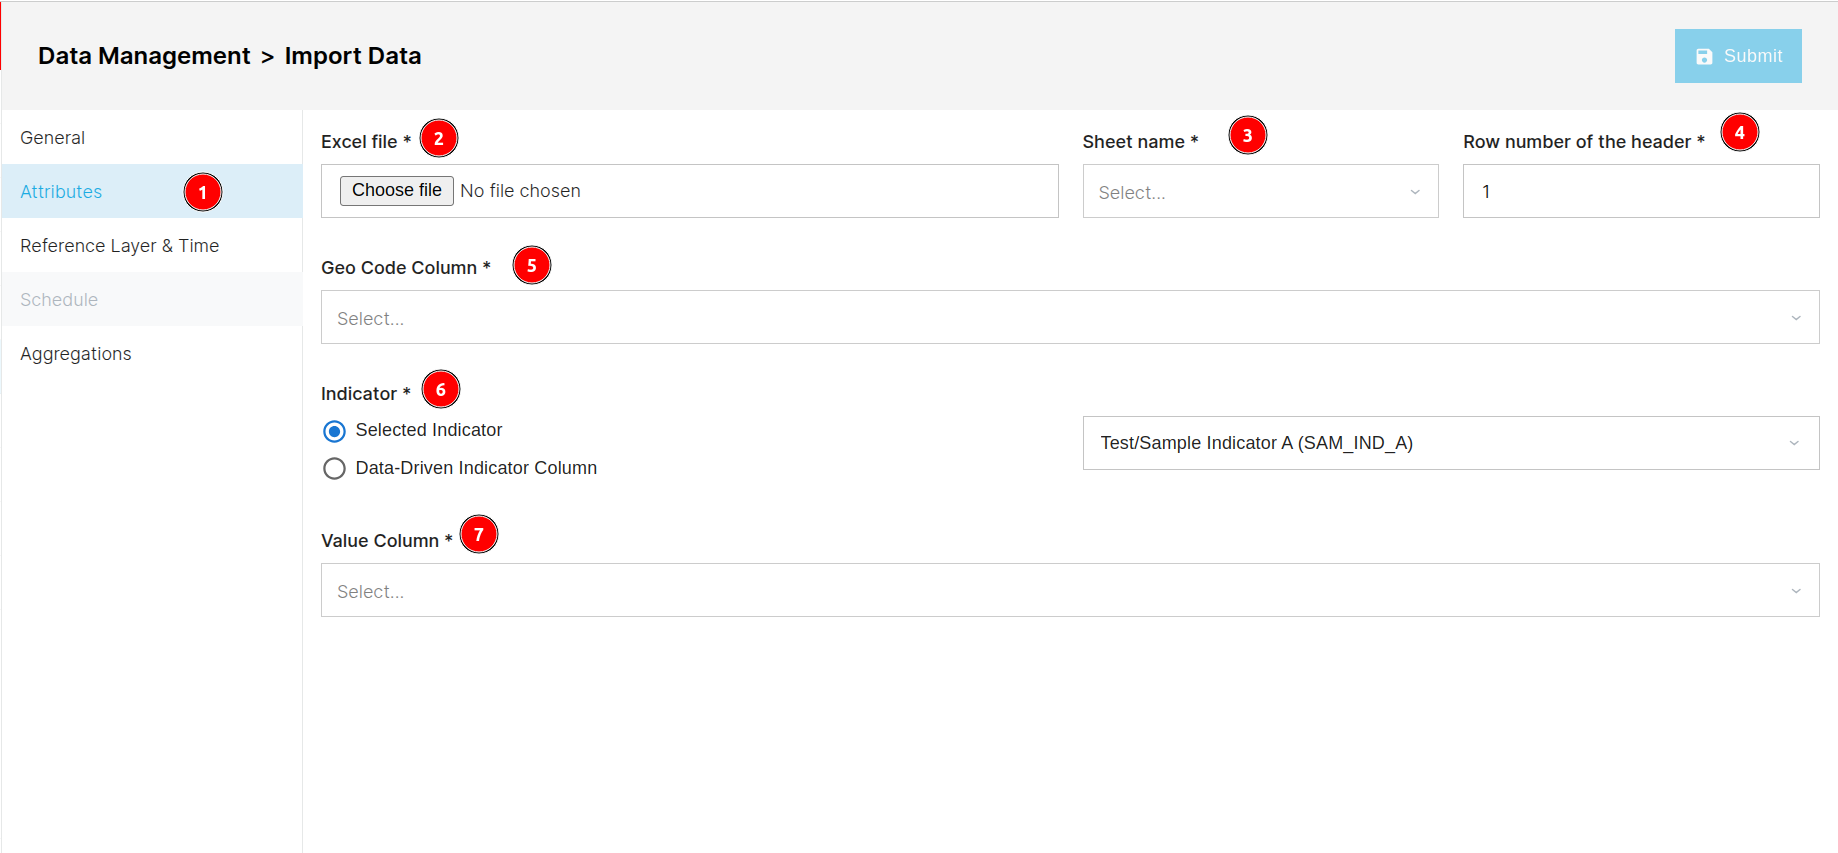 Data Management > Import Data
Submit
General
Attributes 1
Reference Layer & Time
Schedule
Aggregations
Excel file * 2
Choose file No file chosen
Sheet name * 3
Select...
Row number of the header * 4
1
Geo Code Column * 5
Select...
Indicator * 6
Selected Indicator
Data-Driven Indicator Column
Test/Sample Indicator A (SAM_IND_A)
Value Column * 7
Select...